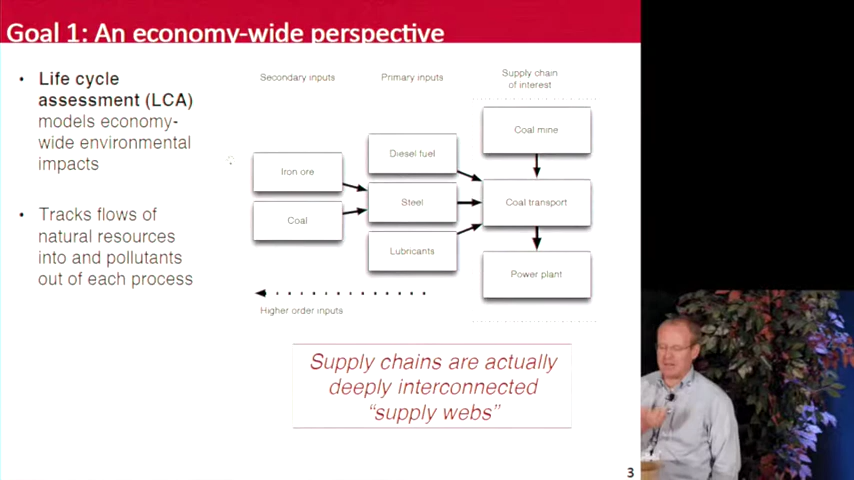 Goal 1: An economy-wide perspective
• Life cycle
assessment (LCA)
models economy-
wide environmental
impacts
• Tracks flows of
natural resources
into and pollutants
out of each process
Secondary inputs
Primary inputs
Supply chain
of interest
Coal mine
Diesel fuel
Iron ore
Steel
Coal transport
Coal
Lubricants
Power plant
Higher order inputs
Supply chains are actually
deeply interconnected
"supply webs"
3